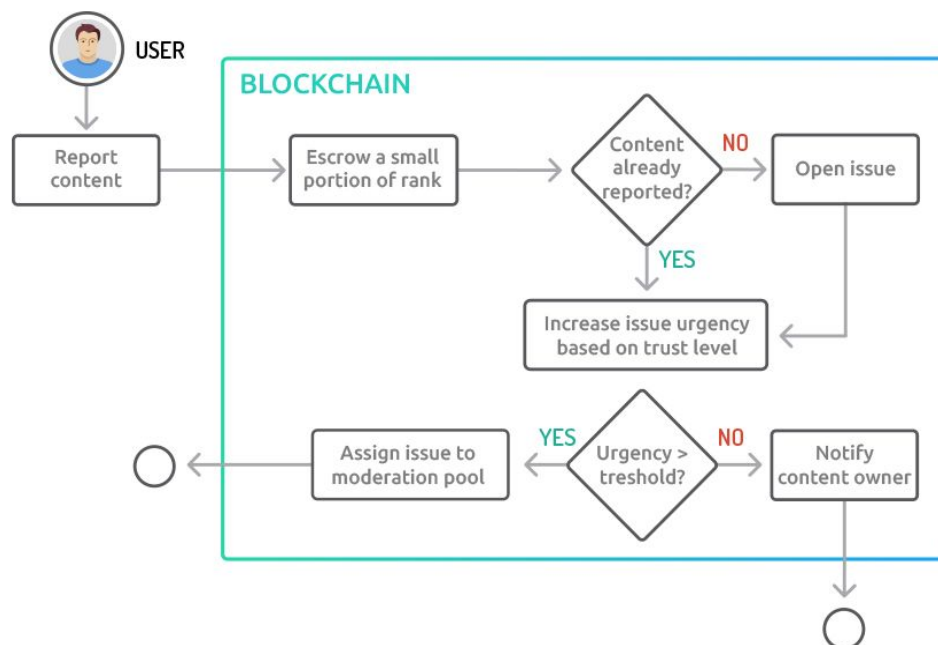 USER
BLOCKCHAIN
Report
content
Escrow a small
portion of rank
Content
already
reported?
NO
Open issue
YES
Increase issue urgency
based on trust level
Assign issue to
moderation pool
YES
Urgency >
treshold?
NO
Notify
content owner